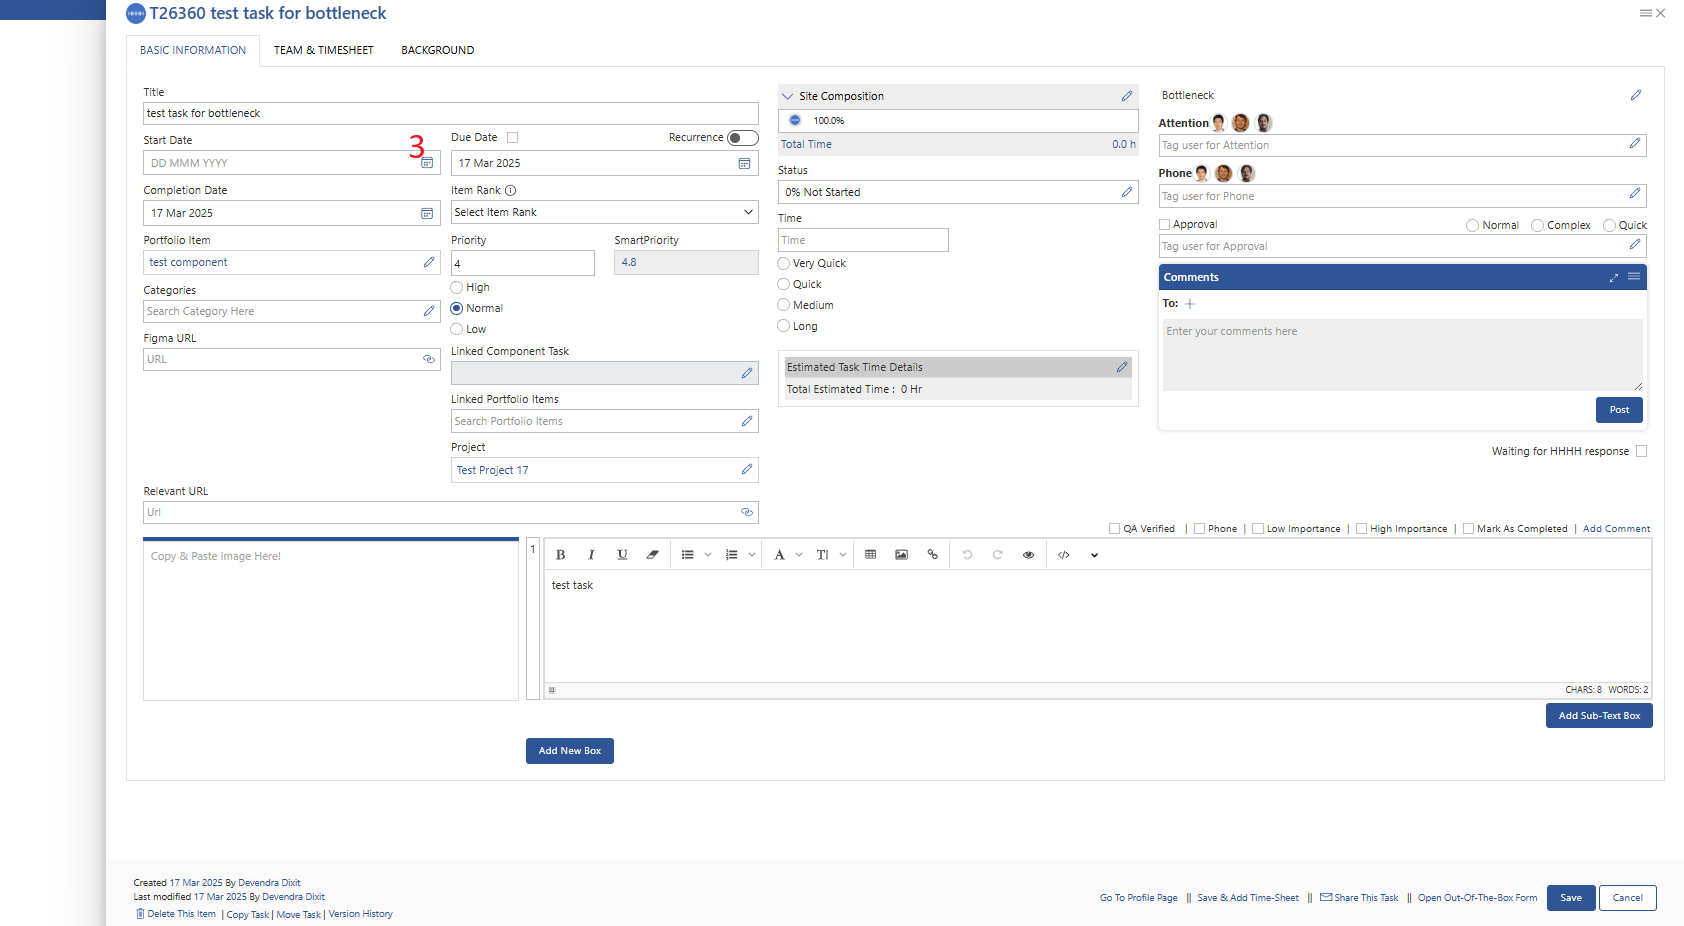 T26360 test task for bottleneck
BASIC INFORMATION
TEAM & TIMESHEET
BACKGROUND
Title
test task for bottleneck
Start Date
3
DD MMM YYYY
Due Date
Recurrence
17 Mar 2025
Completion Date
17 Mar 2025
Item Rank
Select Item Rank
Portfolio Item
test component
Priority
4
SmartPriority
4.8
High
Normal
Low
Categories
Search Category Here
Figma URL
URL
Linked Component Task
Linked Portfolio Items
Search Portfolio Items
Project
Test Project 17
Relevant URL
Url
Site Composition
100.0%
Total Time
0.0 h
Status
0% Not Started
Time
Time
Very Quick
Quick
Medium
Long
Estimated Task Time Details
Total Estimated Time : 0 Hr
Bottleneck
Attention
Tag user for Attention
Phone
Tag user for Phone
Approval
Normal
Complex
Quick
Tag user for Approval
Comments
To:
Enter your comments here
Post
Waiting for HHHH response
QA Verified | Phone | Low Importance | High Importance | Mark As Completed | Add Comment
Copy & Paste Image Here!
1
B I U
test task
CHARS: 8 WORDS: 2
Add Sub-Text Box
Add New Box
Created 17 Mar 2025 By Devendra Dixit
Last modified 17 Mar 2025 By Devendra Dixit
Delete This Item | Copy Task | Move Task | Version History
Go To Profile Page || Save & Add Time-Sheet || Share This Task || Open Out-Of-The-Box Form
Save
Cancel